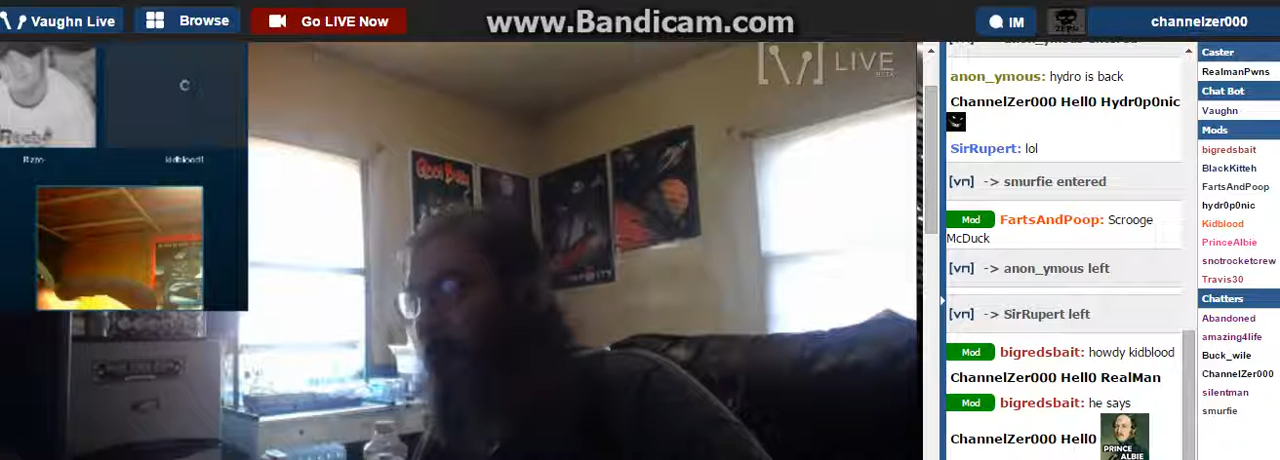 Vaughn Live
Browse
Go LIVE Now
www.Bandicam.com
IM
channelzer000
LIVE
BETA
Rizzo
kidblood1
anon_ymous: hydro is back
ChannelZer000 Hell0 Hydr0p0nic
SirRupert: lol
[vn] -> smurfie entered
Mod FartsAndPoop: Scrooge
McDuck
[vn] -> anon_ymous left
[vn] -> SirRupert left
Mod bigredsbait: howdy kidblood
ChannelZer000 Hell0 RealMan
Mod bigredsbait: he says
ChannelZer000 Hell0
PRINCE
ALBIE
Caster
RealmanPwns
Chat Bot
Vaughn
Mods
bigredsbait
BlackKitteh
FartsAndPoop
hydr0p0nic
Kidblood
PrinceAlbie
snotrocketcrew
Travis30
Chatters
Abandoned
amazing4life
Buck_wile
ChannelZer000
silentman
smurfie